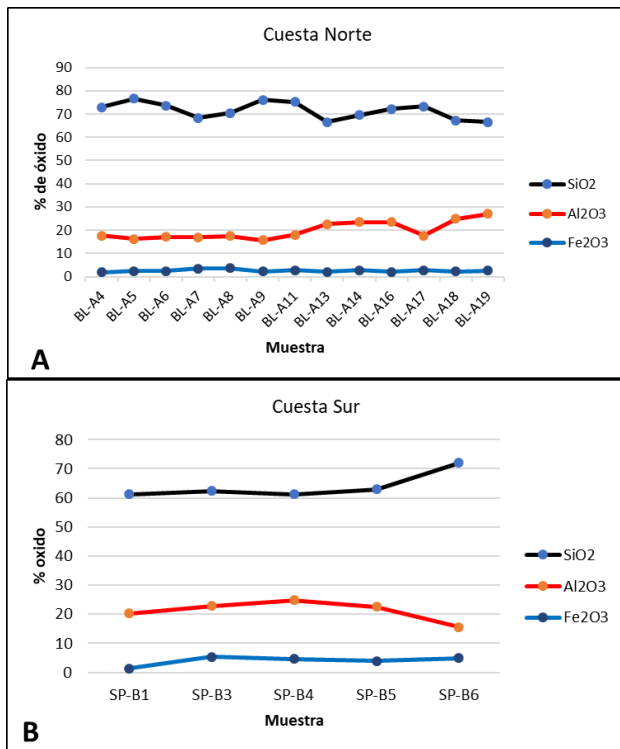 Cuesta Norte
90
80
70
60
50
40
30
20
10
0
% de óxido
BL-A4
BL-A5
BL-A6
BL-A7
BL-A8
BL-A9
BL-A11
BL-A13
BL-A14
BL-A16
BL-A17
BL-A18
BL-A19
Muestra
SiO2
Al2O3
Fe2O3
A
Cuesta Sur
80
70
60
50
40
30
20
10
0
% oxido
SP-B1
SP-B3
SP-B4
SP-B5
SP-B6
Muestra
SiO2
Al2O3
Fe2O3
B